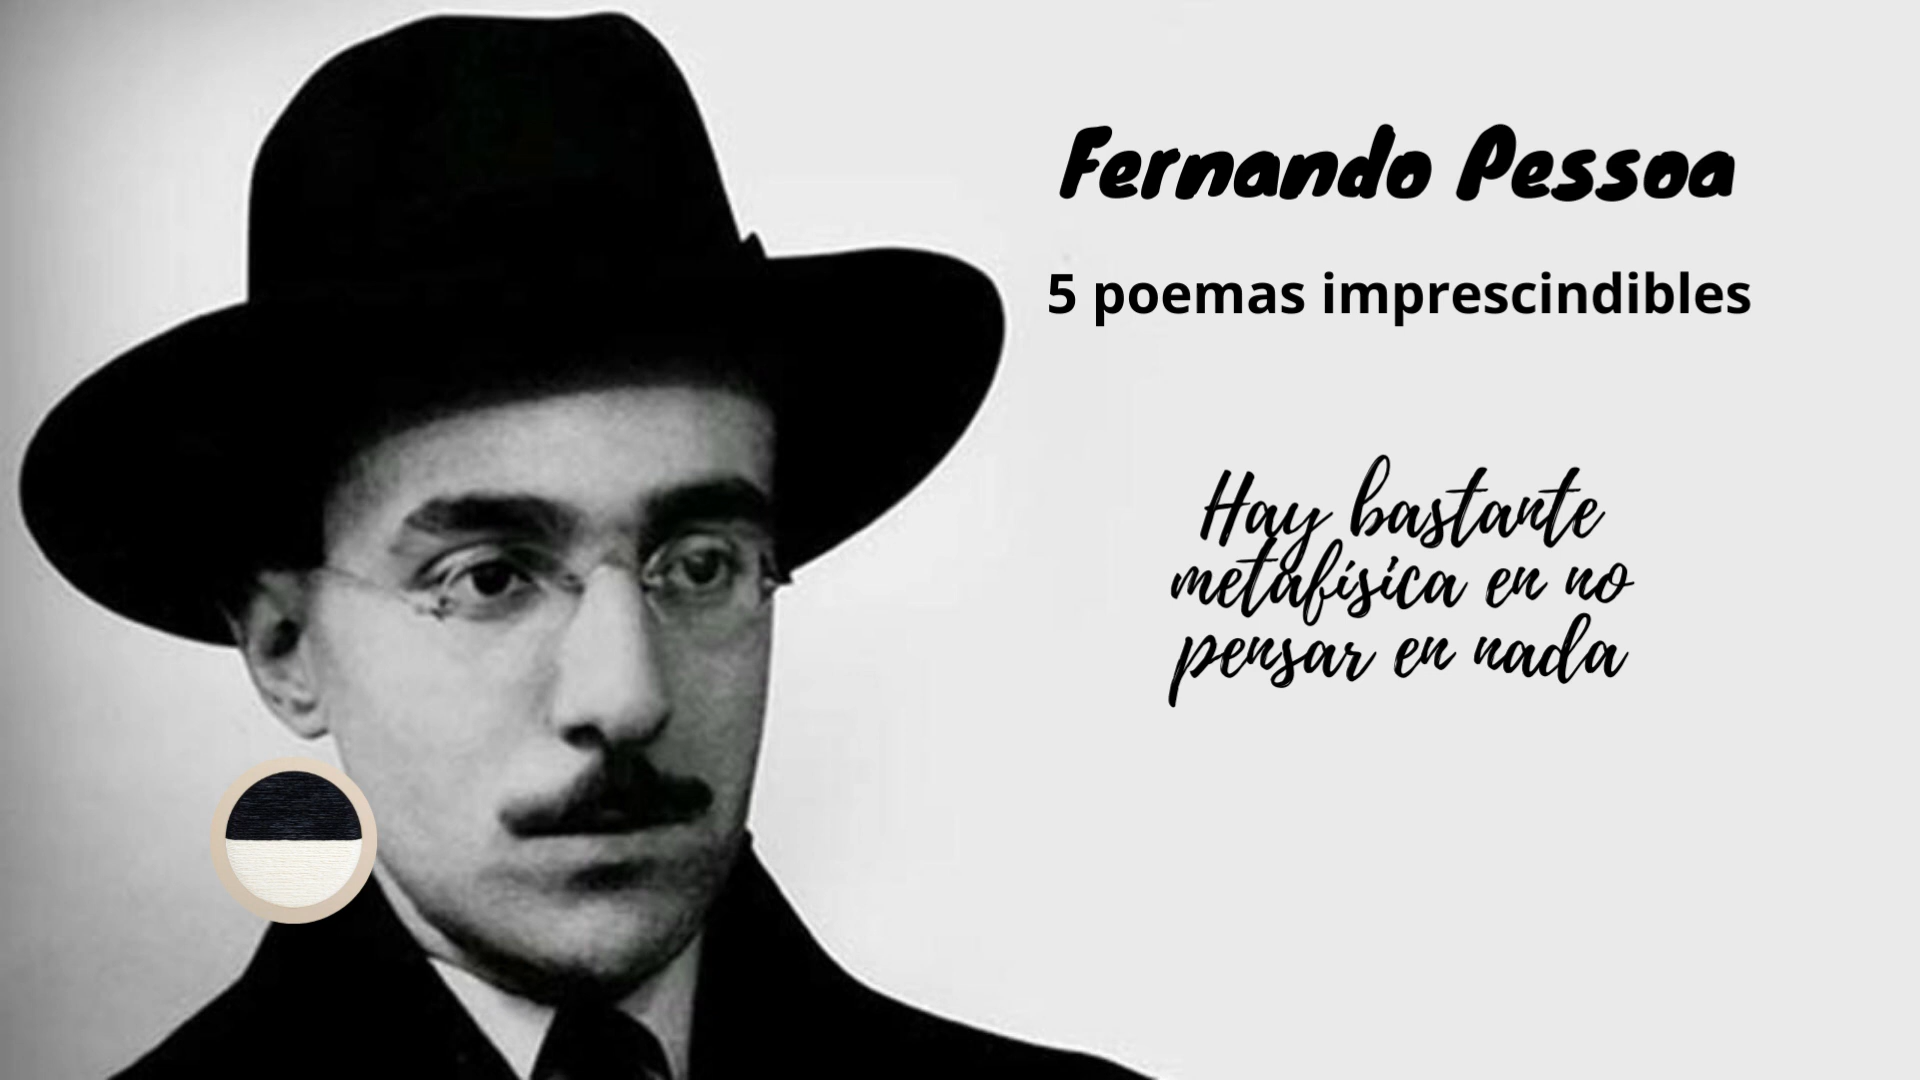 Fernando Pessoa
5 poemas imprescindibles
Hay bastante
metafísica en no
pensar en nada